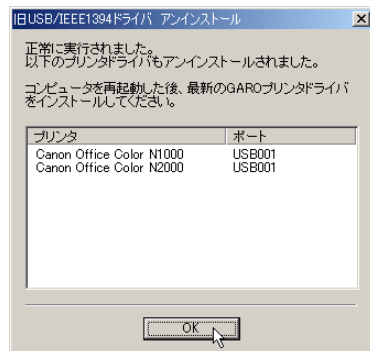 旧USB/IEEE1394ドライバ アンインストール
正常に実行されました。
以下のプリンタドライバもアンインストールされました。
コンピュータを再起動した後、最新のGAROプリンタドライバ
をインストールしてください。
プリンタ ポート
Canon Office Color N1000 USB001
Canon Office Color N2000 USB001
OK